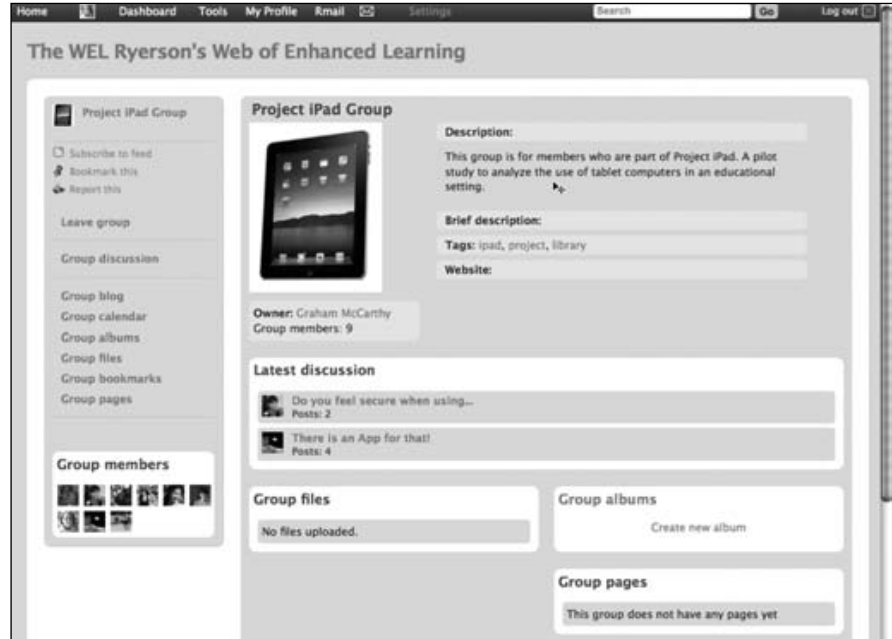 Home Dashboard Tools My Profile Rmail Settings Search Go Log out
The WEL Ryerson's Web of Enhanced Learning
Project iPad Group
Subscribe to feed
Bookmark this
Report this
Leave group
Group discussion
Group blog
Group calendar
Group albums
Group files
Group bookmarks
Group pages
Group members
Project iPad Group
Description:
This group is for members who are part of Project iPad. A pilot
study to analyze the use of tablet computers in an educational
setting.
Brief description:
Tags: ipad, project, library
Website:
Owner: Graham McCarthy
Group members: 9
Latest discussion
Do you feel secure when using...
Posts: 2
There is an App for that!
Posts: 4
Group files
No files uploaded.
Group albums
Create new album
Group pages
This group does not have any pages yet